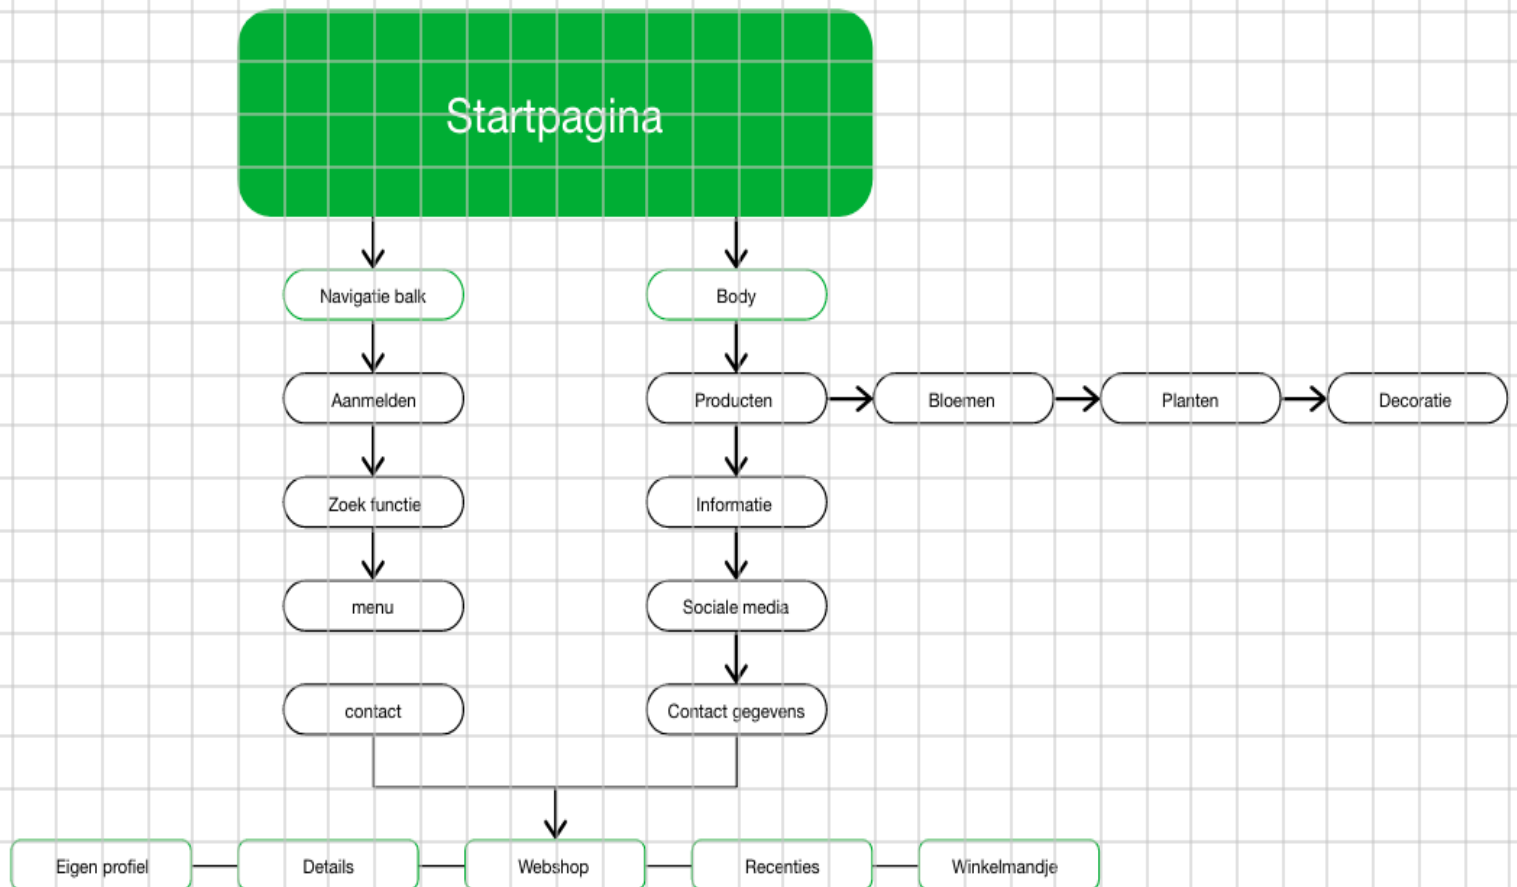 Startpagina
Navigatie balk
Body
Aanmelden
Producten
Bloemen
Planten
Decoratie
Zoek functie
Informatie
menu
Sociale media
contact
Contact gegevens
Eigen profiel
Details
Webshop
Recenties
Winkelmandje